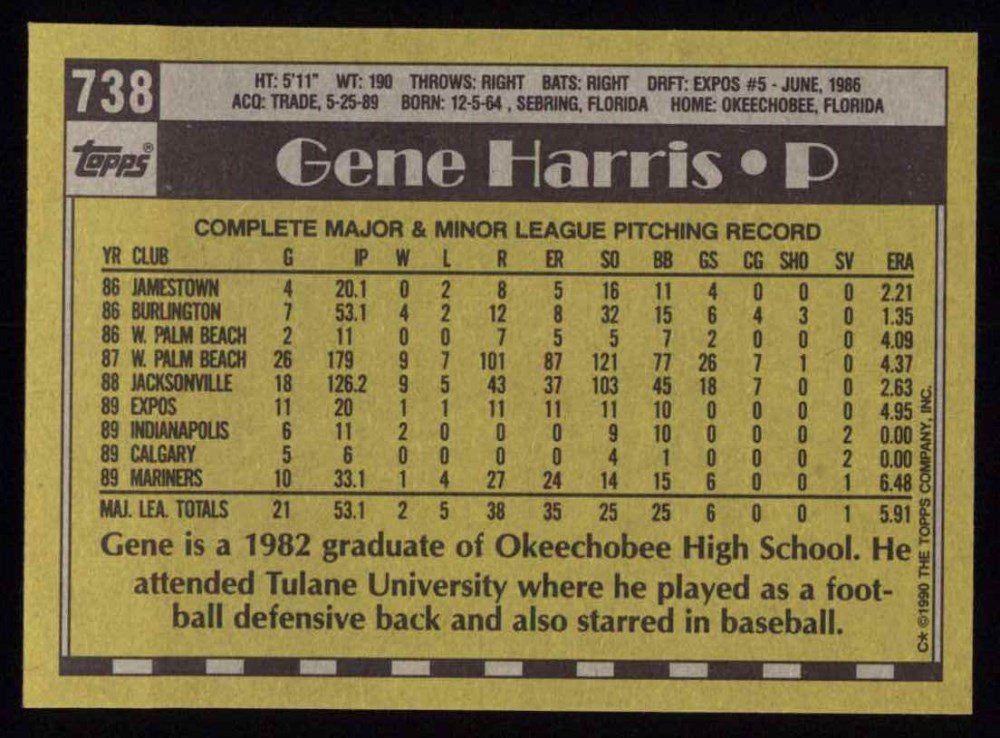 738
HT: 5'11" WT: 190 THROWS: RIGHT BATS: RIGHT DRFT: EXPOS #5 - JUNE, 1986
ACQ: TRADE, 5-25-89 BORN: 12-5-64 , SEBRING, FLORIDA HOME: OKEECHOBEE, FLORIDA
topps®
Gene Harris • P
COMPLETE MAJOR & MINOR LEAGUE PITCHING RECORD
YR CLUB G IP W L R ER SO BB GS CG SHO SV ERA
86 JAMESTOWN 4 20.1 0 2 8 5 16 11 4 0 0 0 2.21
86 BURLINGTON 7 53.1 4 2 12 8 32 15 6 4 3 0 1.35
86 W. PALM BEACH 2 11 0 0 7 5 5 7 2 0 0 0 4.09
87 W. PALM BEACH 26 179 9 7 101 87 121 77 26 7 1 0 4.37
88 JACKSONVILLE 18 126.2 9 5 43 37 103 45 18 7 0 0 2.63
89 EXPOS 11 20 1 1 11 11 11 10 0 0 0 0 4.95
89 INDIANAPOLIS 6 11 2 0 0 0 9 10 0 0 0 2 0.00
89 CALGARY 5 6 0 0 0 0 4 1 0 0 0 2 0.00
89 MARINERS 10 33.1 1 4 27 24 14 15 6 0 0 1 6.48
MAJ. LEA. TOTALS 21 53.1 2 5 38 35 25 25 6 0 0 1 5.91
Gene is a 1982 graduate of Okeechobee High School. He
attended Tulane University where he played as a foot-
ball defensive back and also starred in baseball.
C* ©1990 THE TOPPS COMPANY, INC.